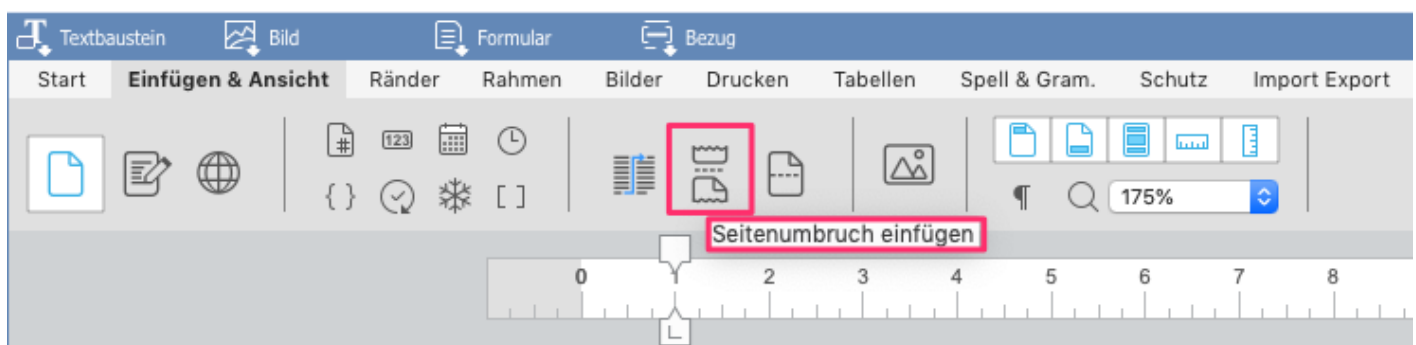 Textbaustein Bild Formular Bezug
Start Einfügen & Ansicht Ränder Rahmen Bilder Drucken Tabellen Spell & Gram. Schutz Import Export
# 123
{ } [ ] ¶ 175%
Seitenumbruch einfügen
0 1 2 3 4 5 6 7 8